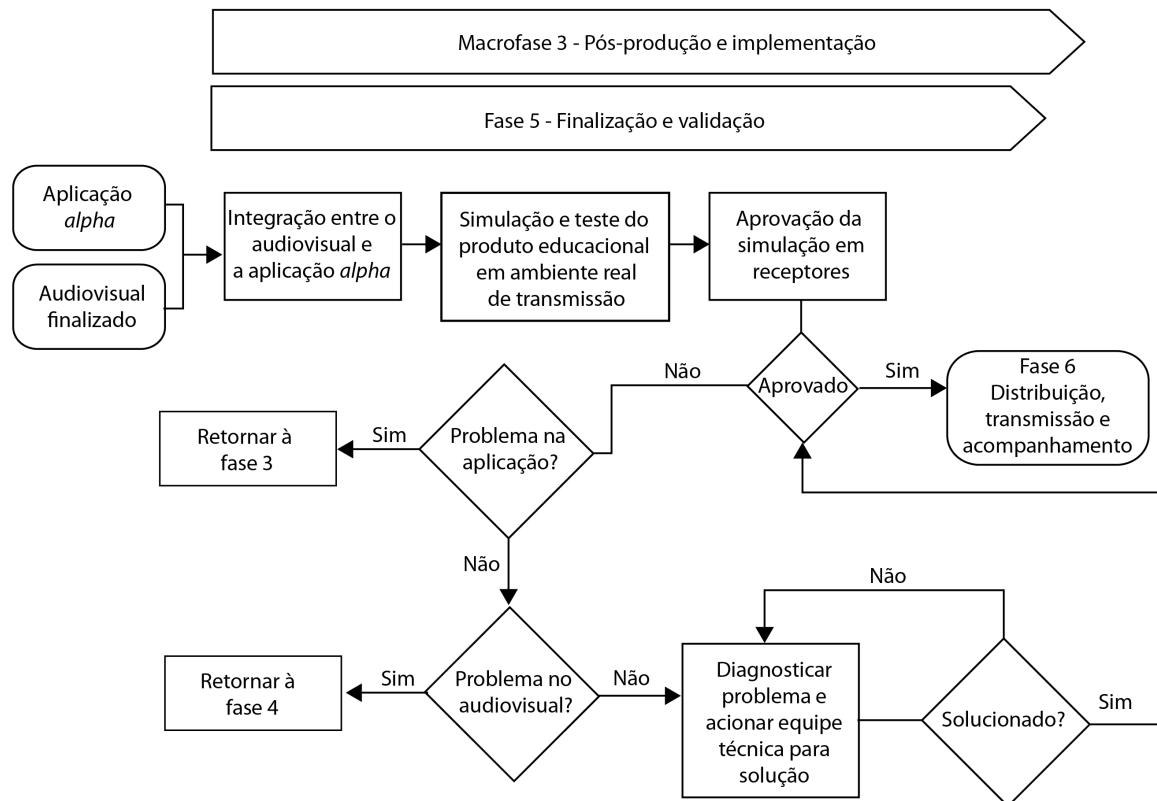 Macrofase 3 - Pós-produção e implementação
Fase 5 - Finalização e validação
Aplicação
alpha
Audiovisual
finalizado
Integração entre o
audiovisual e
a aplicação alpha
Simulação e teste do
produto educacional
em ambiente real
de transmissão
Aprovação da
simulação em
receptores
Aprovado
Sim
Fase 6
Distribuição,
transmissão e
acompanhamento
Não
Problema na
aplicação?
Sim
Retornar à
fase 3
Não
Problema no
audiovisual?
Sim
Retornar à
fase 4
Não
Diagnosticar
problema e
acionar equipe
técnica para
solução
Não
Solucionado?
Sim